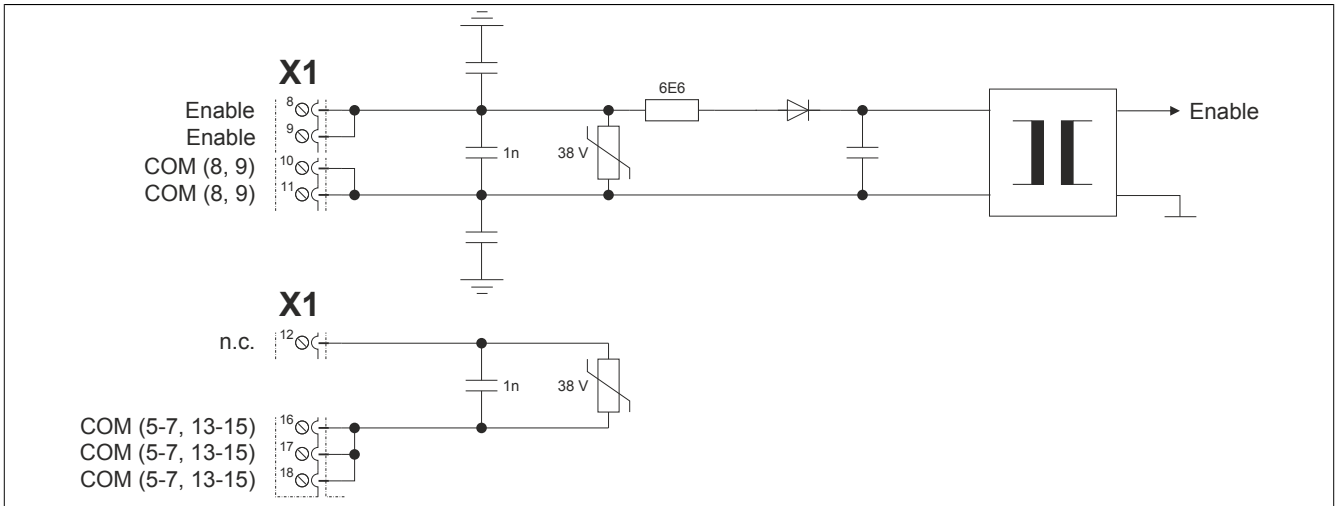 X1
Enable 8
Enable 9
COM (8, 9) 10
COM (8, 9) 11
1n
38 V
6E6
Enable
X1
n.c. 12
1n
38 V
COM (5-7, 13-15) 16
COM (5-7, 13-15) 17
COM (5-7, 13-15) 18